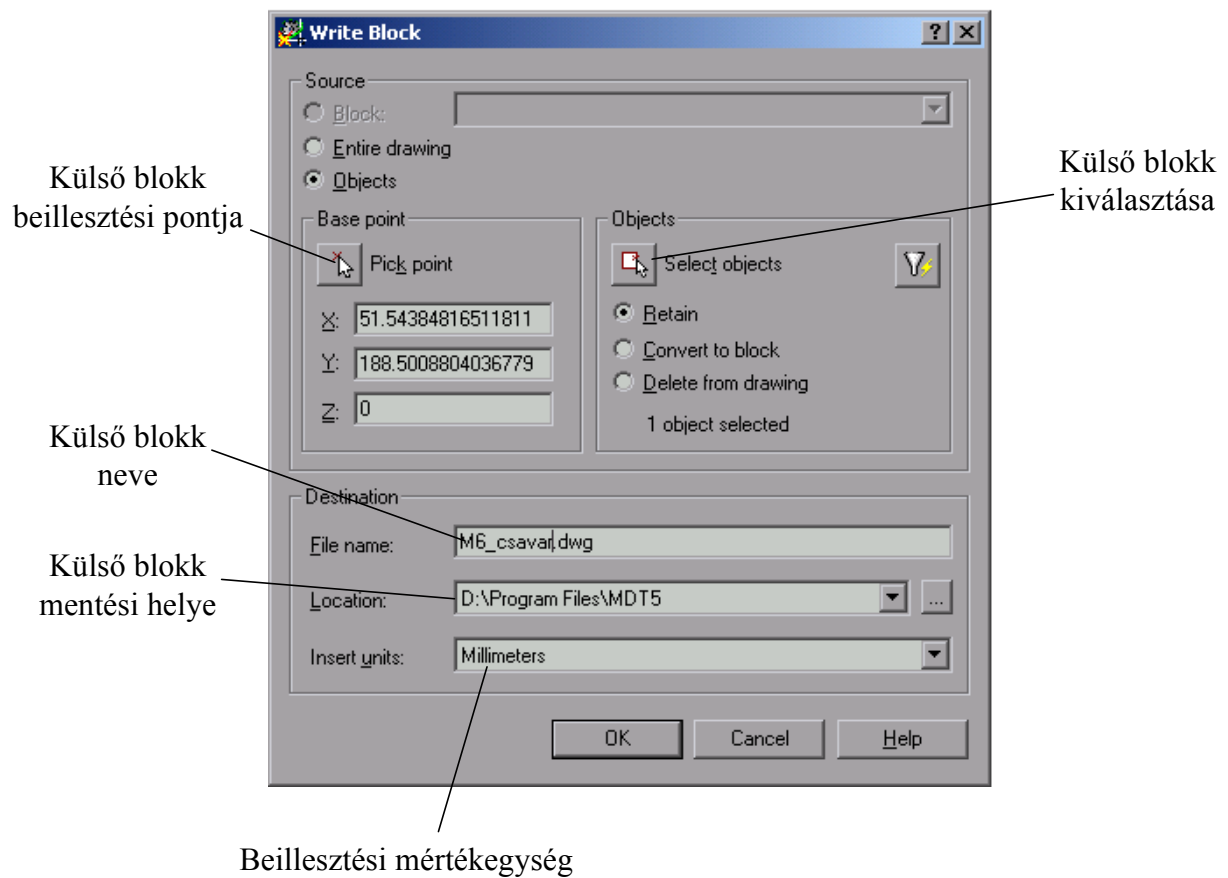 Write Block
Source
Block:
Entire drawing
Objects
Külső blokk
beillesztési pontja
Külső blokk
kiválasztása
Base point
Pick point
X: 51.54384816511811
Y: 188.5008804036779
Z: 0
Objects
Select objects
Retain
Convert to block
Delete from drawing
1 object selected
Külső blokk
neve
Destination
File name: M6_csavar.dwg
Külső blokk
mentési helye
Location: D:\Program Files\MDT5 ...
Insert units: Millimeters
OK Cancel Help
Beillesztési mértékegység